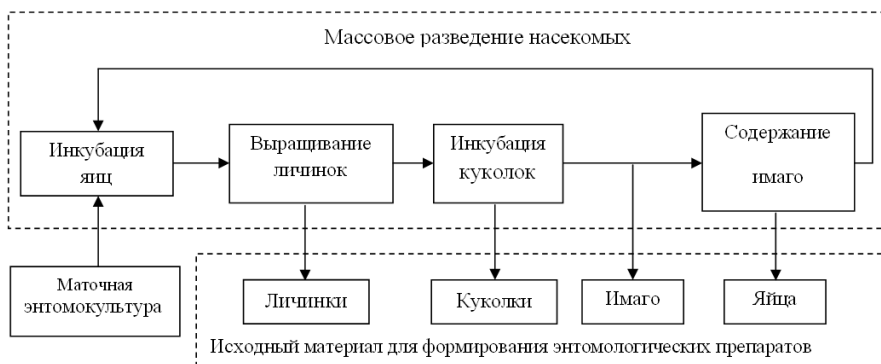 Массовое разведение насекомых
Инкубация
яиц
Выращивание
личинок
Инкубация
куколок
Содержание
имаго
Маточная
энтомокультура
Личинки
Куколки
Имаго
Яйца
Исходный материал для формирования энтомологических препаратов